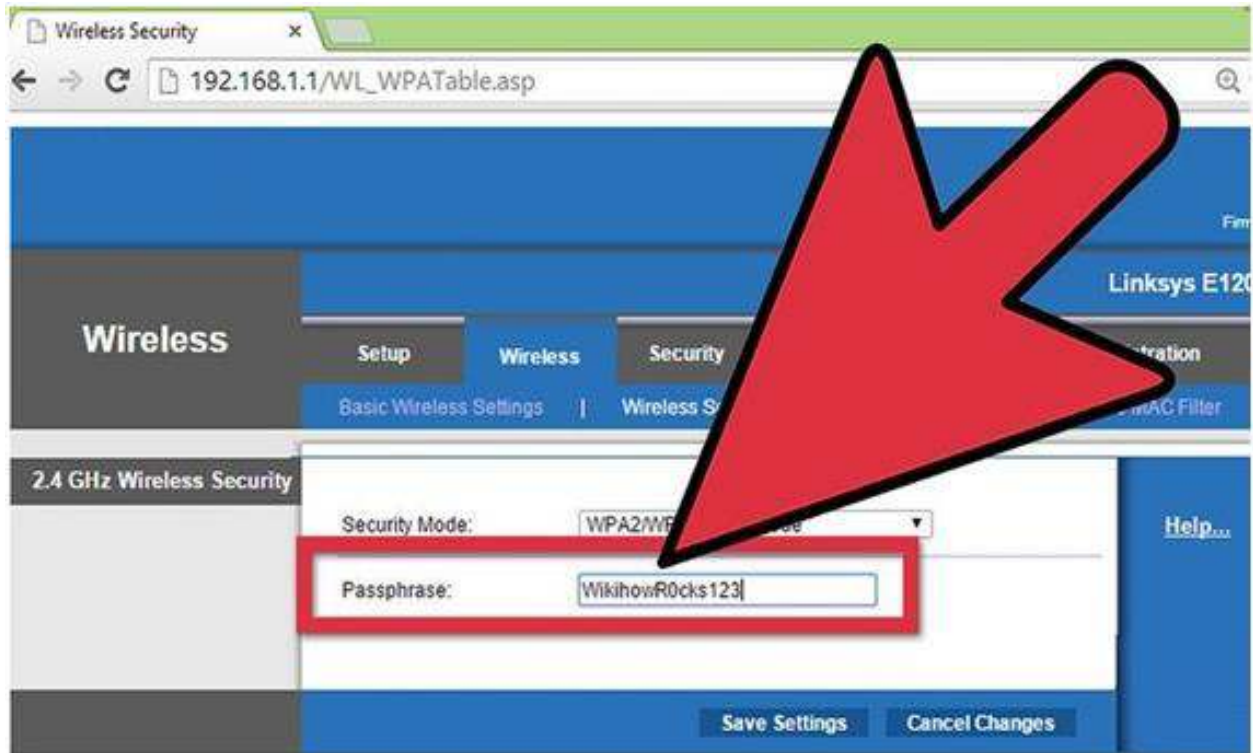 Wireless Security
192.168.1.1/WL_WPATable.asp
Linksys E120
Wireless
Setup Wireless Security
Basic Wireless Settings | Wireless MAC Filter
2.4 GHz Wireless Security
Security Mode: 
Help...
Passphrase: WikihowR0cks123
Save Settings Cancel Changes